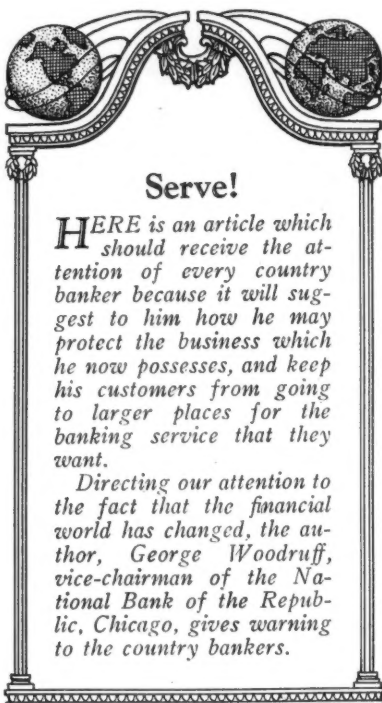 Serve!
HERE is an article which
should receive the at-
tention of every country
banker because it will sug-
gest to him how he may
protect the business which
he now possesses, and keep
his customers from going
to larger places for the
banking service that they
want.
Directing our attention to
the fact that the financial
world has changed, the au-
thor, George Woodruff,
vice-chairman of the Na-
tional Bank of the Repub-
lic, Chicago, gives warning
to the country bankers.